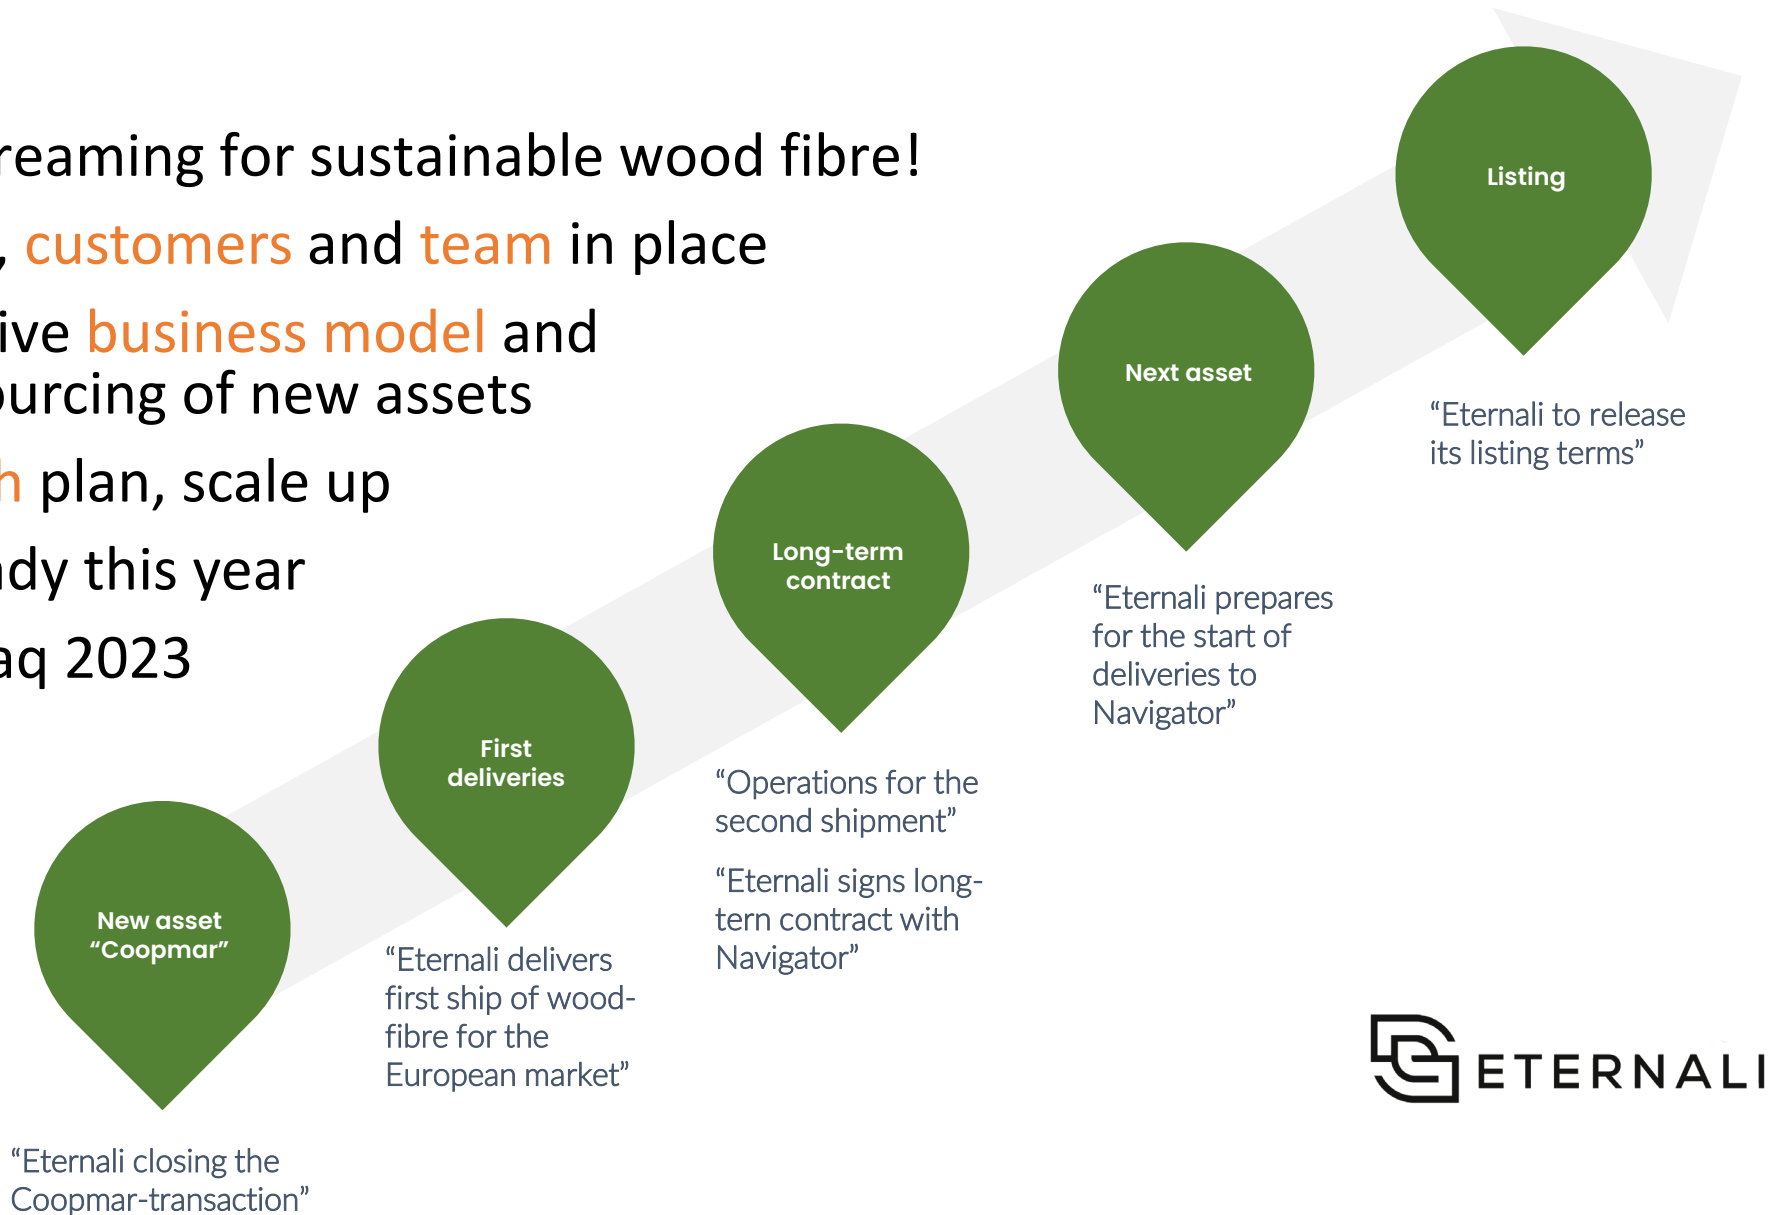 reaming for sustainable wood fibre!
, customers and team in place
ive business model and
ourcing of new assets
h plan, scale up
ady this year
aq 2023
Listing
“Eternali to release
its listing terms”
Next asset
“Eternali prepares
for the start of
deliveries to
Navigator”
Long-term
contract
“Operations for the
second shipment”
“Eternali signs long-
tern contract with
Navigator”
First
deliveries
“Eternali delivers
first ship of wood-
fibre for the
European market”
New asset
“Coopmar”
“Eternali closing the
Coopmar-transaction”
ETERNALI